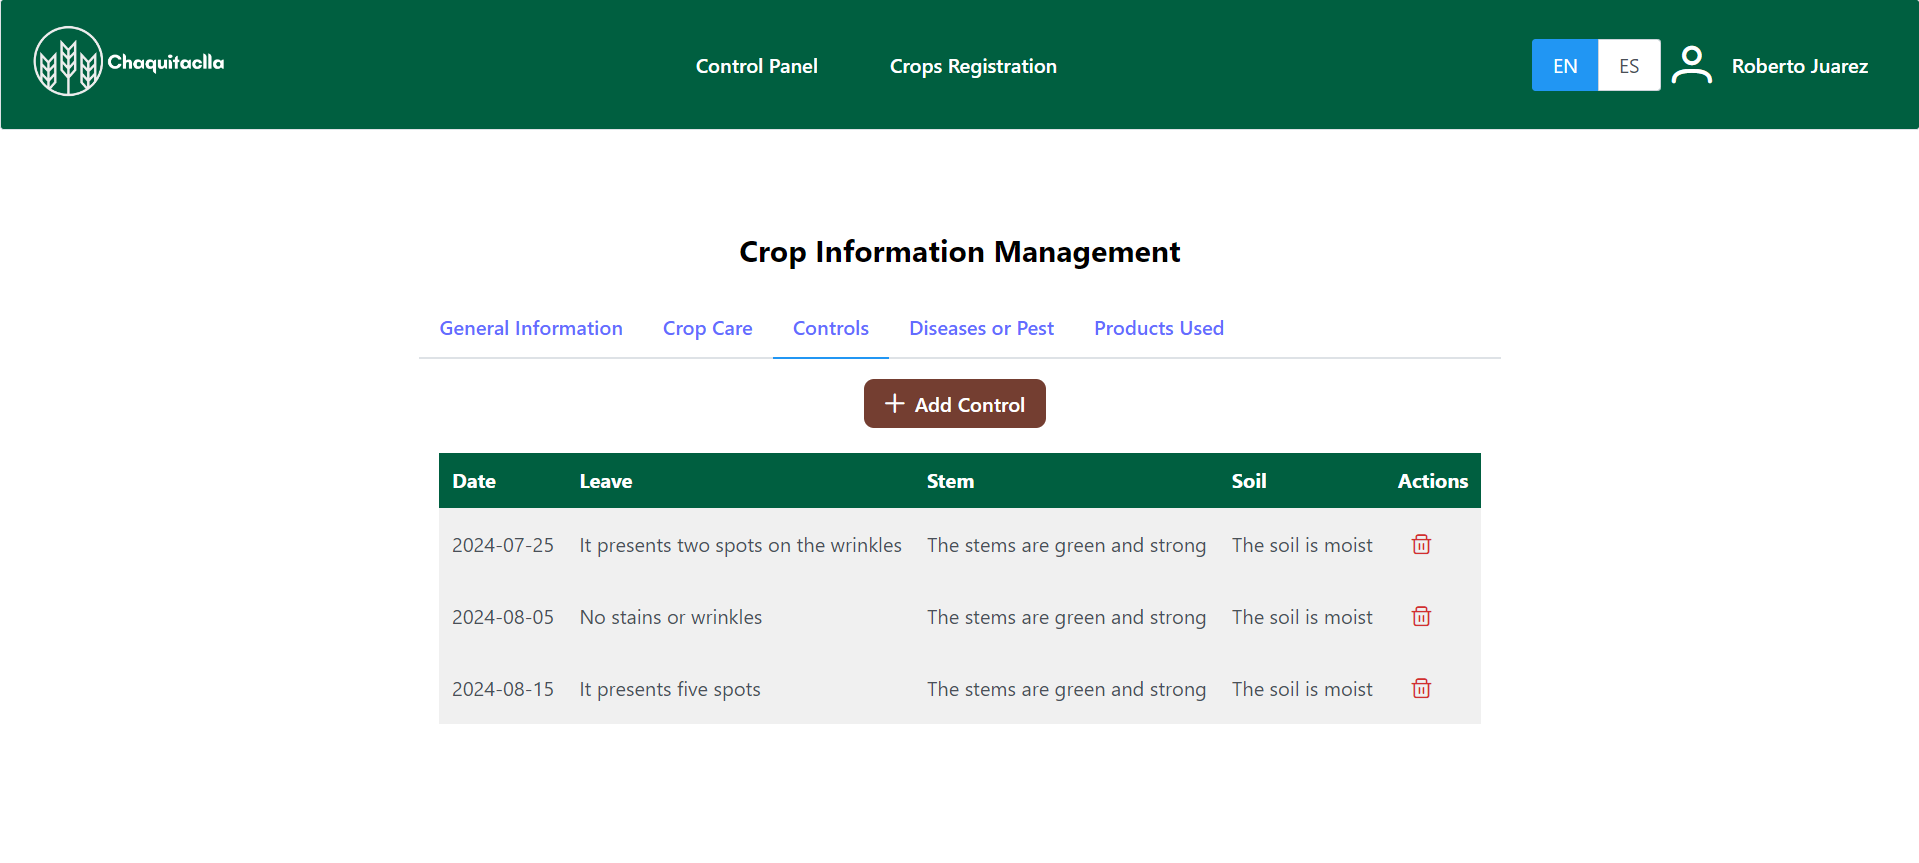 Chaquitaclla
Control Panel
Crops Registration
EN
ES
Roberto Juarez
Crop Information Management
General Information
Crop Care
Controls
Diseases or Pest
Products Used
Add Control
Date Leave Stem Soil Actions
2024-07-25 It presents two spots on the wrinkles The stems are green and strong The soil is moist
2024-08-05 No stains or wrinkles The stems are green and strong The soil is moist
2024-08-15 It presents five spots The stems are green and strong The soil is moist